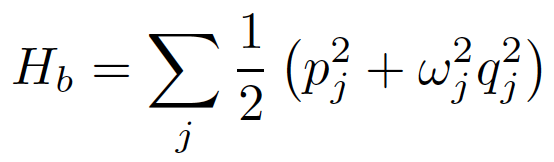 H_b = \sum_j \frac{1}{2} \left( p_j^2 + \omega_j^2 q_j^2 \right)